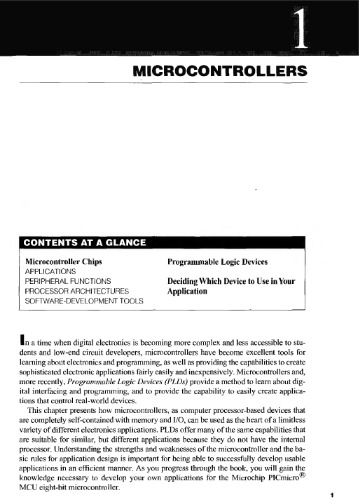 1
MICROCONTROLLERS
CONTENTS AT A GLANCE
Microcontroller Chips
APPLICATIONS
PERIPHERAL FUNCTIONS
PROCESSOR ARCHITECTURES
SOFTWARE-DEVELOPMENT TOOLS
Programmable Logic Devices
Deciding Which Device to Use in Your
Application
In a time when digital electronics is becoming more complex and less accessible to stu-
dents and low-end circuit developers, microcontrollers have become excellent tools for
learning about electronics and programming, as well as providing the capabilities to create
sophisticated electronic applications fairly easily and inexpensively. Microcontrollers and,
more recently, Programmable Logic Devices (PLDs) provide a method to learn about dig-
ital interfacing and programming, and to provide the capability to easily create applica-
tions that control real-world devices.
This chapter presents how microcontrollers, as computer processor-based devices that
are completely self-contained with memory and I/O, can be used as the heart of a limitless
variety of different electronics applications. PLDs offer many of the same capabilities that
are suitable for similar, but different applications because they do not have the internal
processor. Understanding the strengths and weaknesses of the microcontroller and the ba-
sic rules for application design is important for being able to successfully develop usable
applications in an efficient manner. As you progress through the book, you will gain the
knowledge necessary to develop your own applications for the Microchip PICmicro®
MCU eight-bit microcontroller.
1